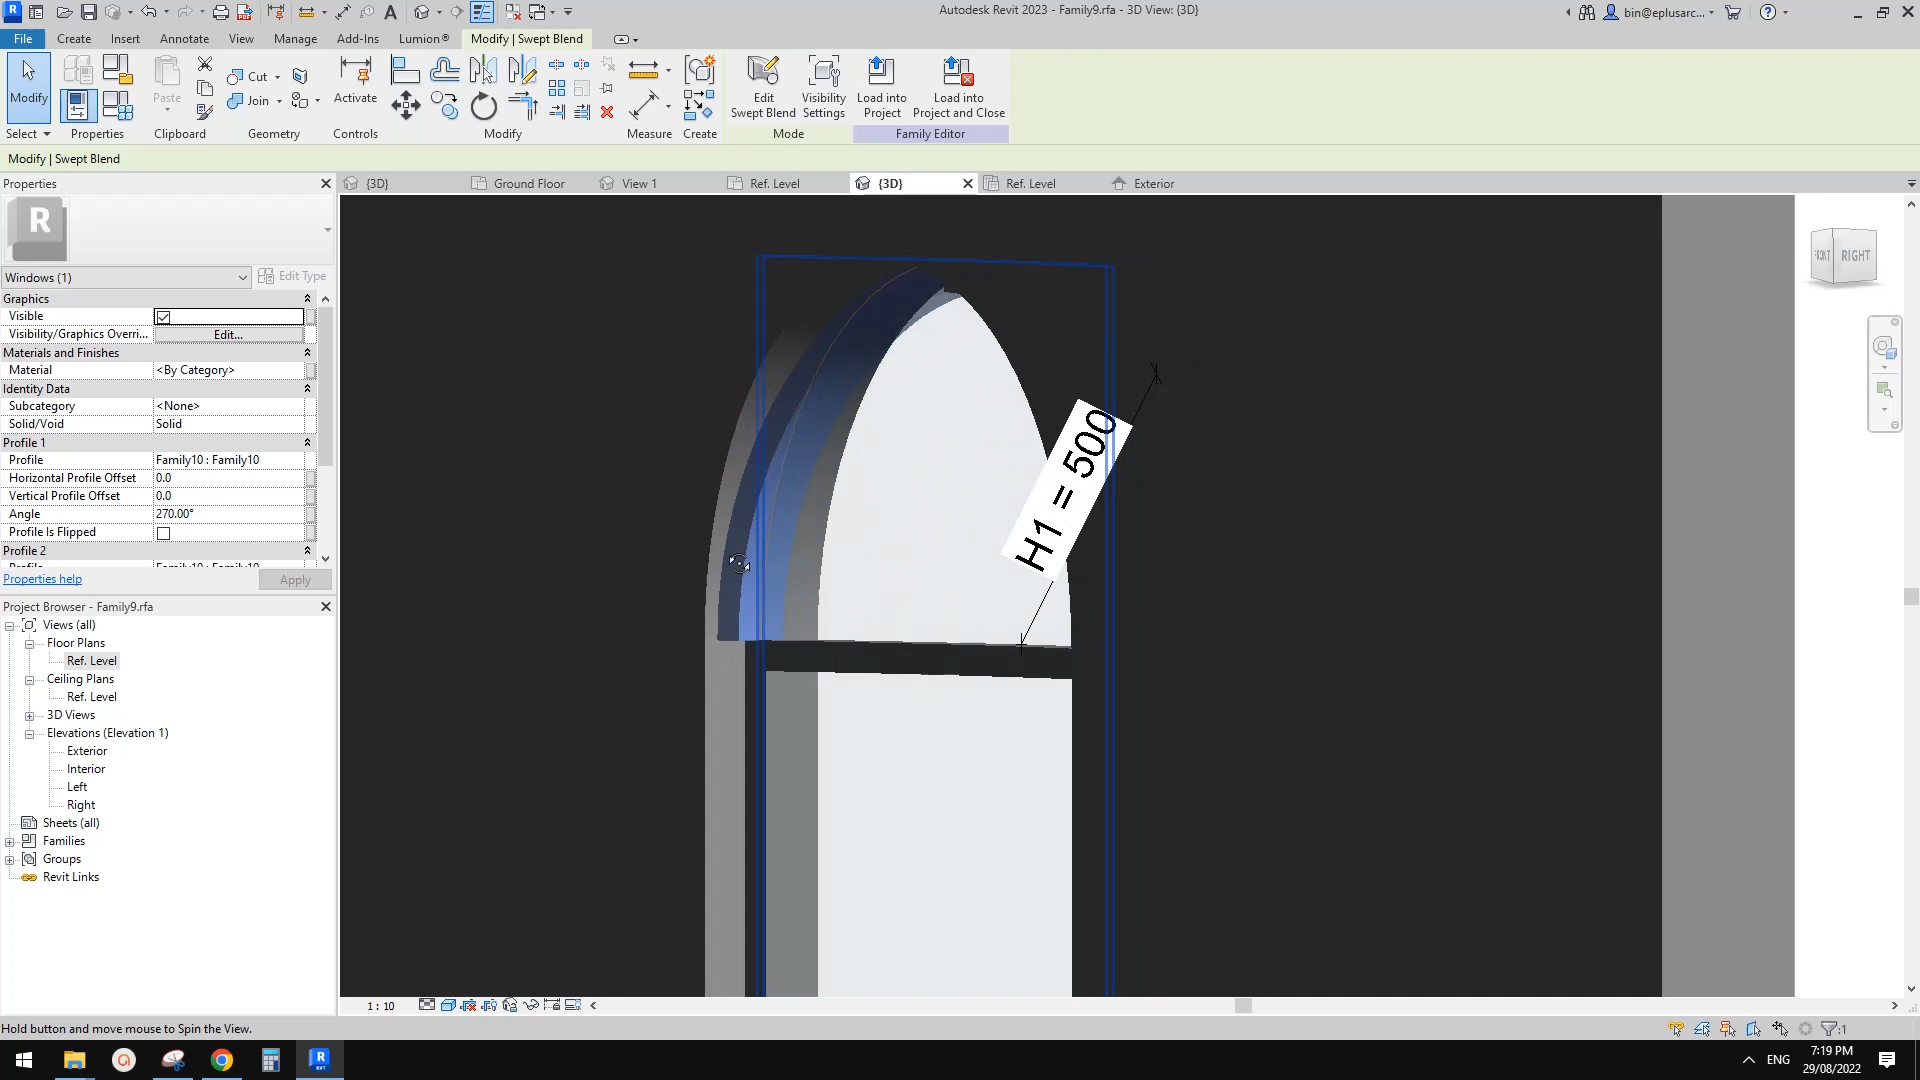 Autodesk Revit 2023 - Family9.rfa - 3D View: {3D}
bin@eplusarc...
File
Create
Insert
Annotate
View
Manage
Add-Ins
Lumion®
Modify | Swept Blend
Modify
Paste
Cut
Join
Activate
Edit
Swept Blend
Visibility
Settings
Load into
Project
Load into
Project and Close
Select
Properties
Clipboard
Geometry
Controls
Modify
Measure
Create
Mode
Family Editor
Modify | Swept Blend
Properties
{3D}
Ground Floor
View 1
Ref. Level
{3D}
Ref. Level
Exterior
R
Windows (1)
Edit Type
Graphics
Visible
Visibility/Graphics Overri...
Edit...
Materials and Finishes
Material
<By Category>
Identity Data
Subcategory
<None>
Solid/Void
Solid
Profile 1
Profile
Family10 : Family10
Horizontal Profile Offset
0.0
Vertical Profile Offset
0.0
Angle
270.00°
Profile Is Flipped
Profile 2
Properties help
Apply
Project Browser - Family9.rfa
Views (all)
Floor Plans
Ref. Level
Ceiling Plans
Ref. Level
3D Views
Elevations (Elevation 1)
Exterior
Interior
Left
Right
Sheets (all)
Families
Groups
Revit Links
H1 = 500
FRONT
RIGHT
1 : 10
Hold button and move mouse to Spin the View.
:1
ENG
7:19 PM
29/08/2022